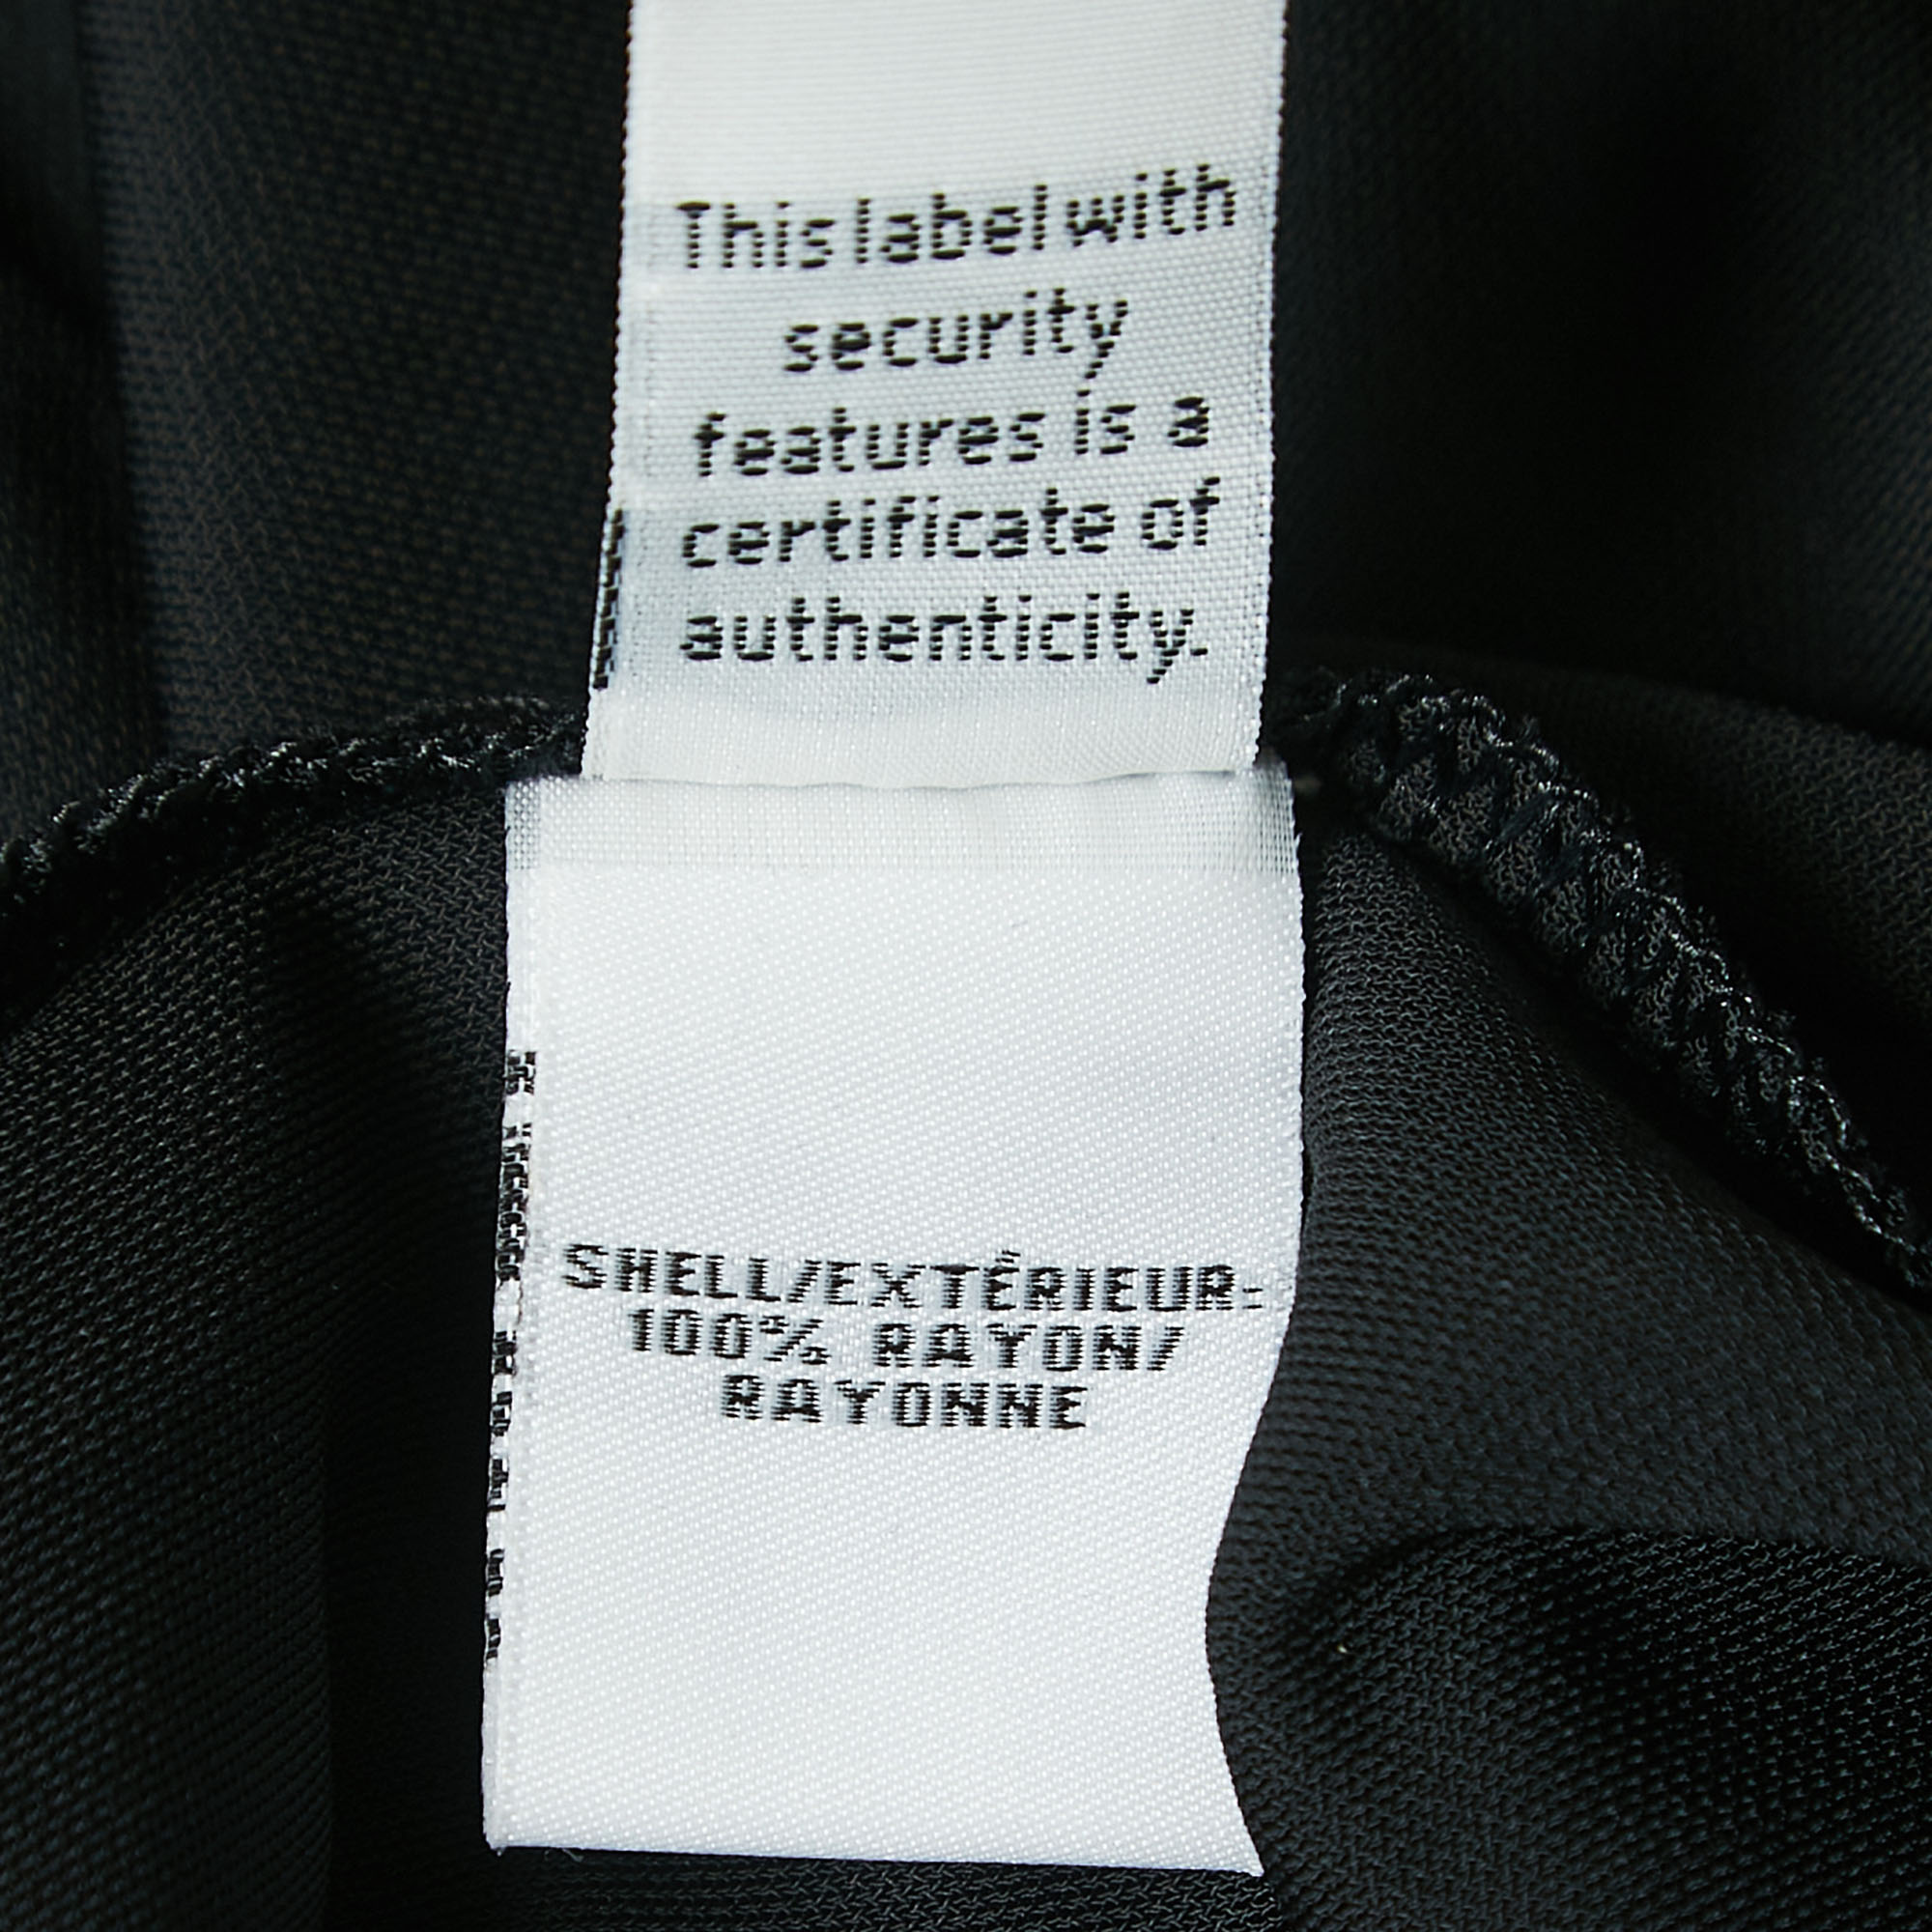 This label with
security
features is a
certificate of
authenticity.
SHELL/EXTÉRIEUR:
100% RAYON/
RAYONNE